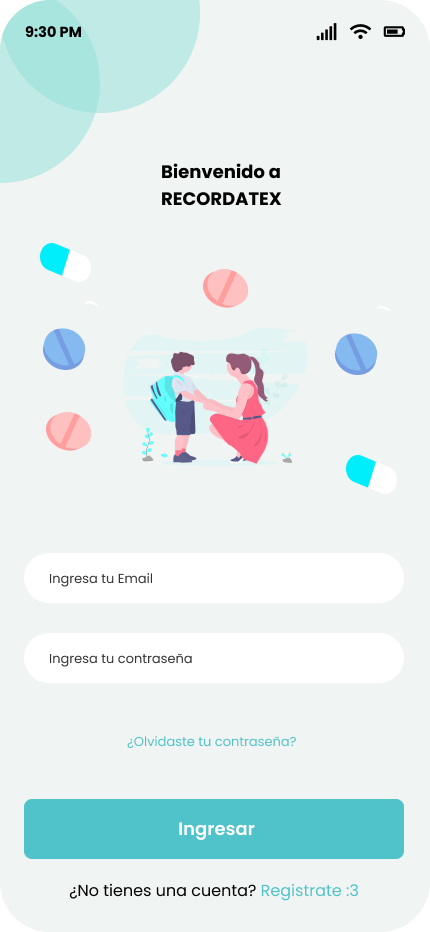 9:30 PM
Bienvenido a
RECORDATEX
Ingresa tu Email
Ingresa tu contraseña
¿Olvidaste tu contraseña?
Ingresar
¿No tienes una cuenta? Registrate :3